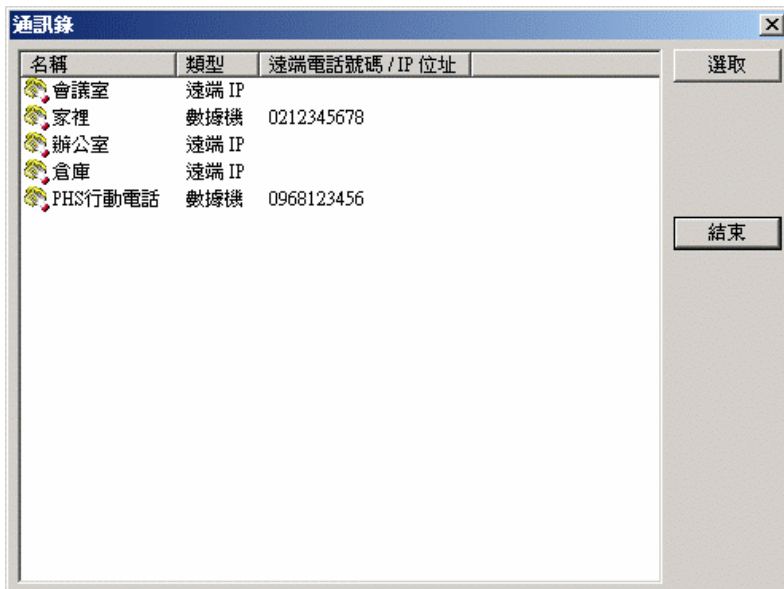 通訊錄
名稱 類型 遠端電話號碼 / IP 位址
選取
會議室 遠端 IP
家裡 數據機 0212345678
辦公室 遠端 IP
倉庫 遠端 IP
PHS行動電話 數據機 0968123456
結束